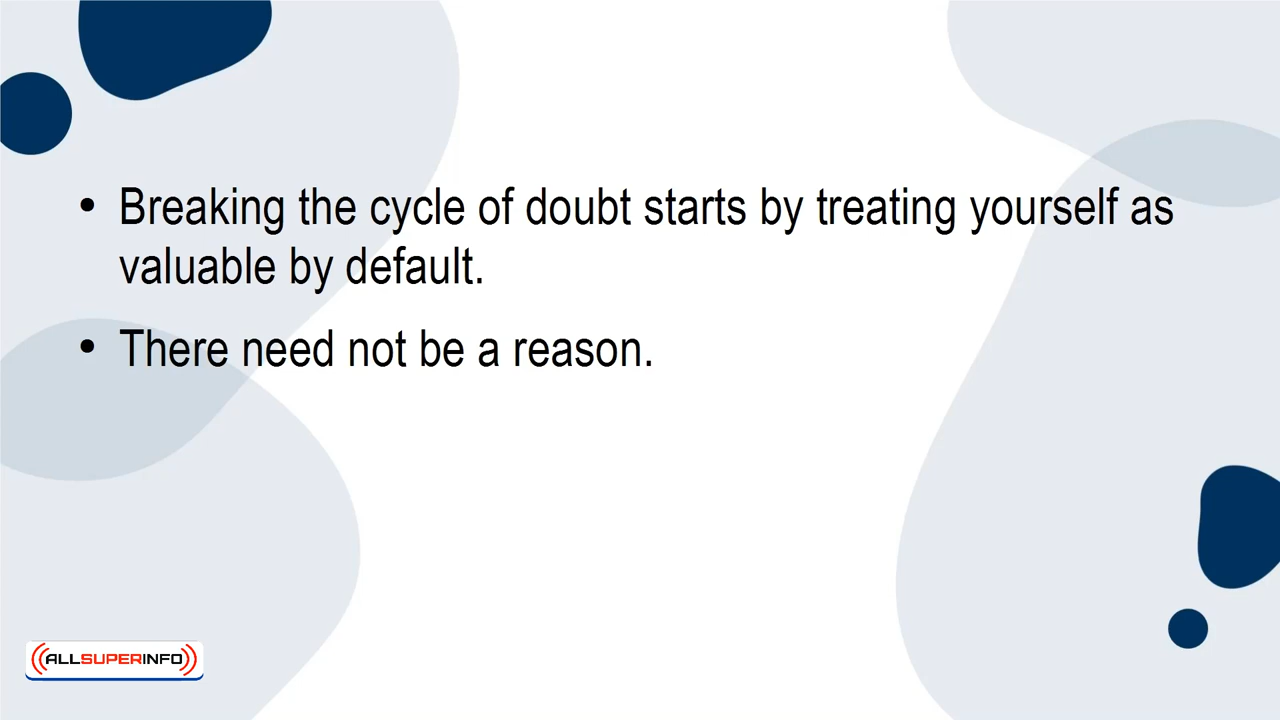 • Breaking the cycle of doubt starts by treating yourself as
valuable by default.
• There need not be a reason.
ALLSUPERINFO